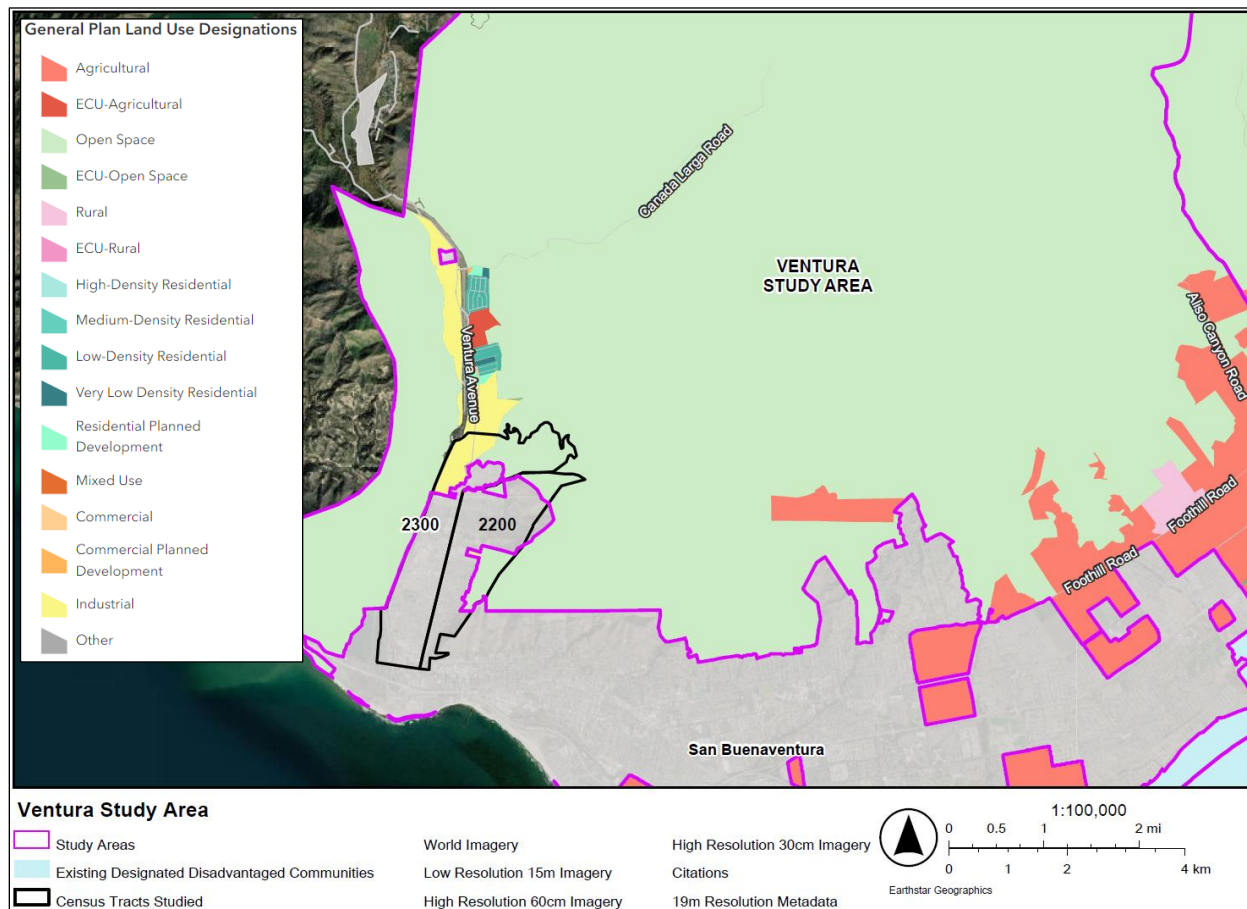 General Plan Land Use Designations
Agricultural
ECU-Agricultural
Open Space
ECU-Open Space
Rural
ECU-Rural
High-Density Residential
Medium-Density Residential
Low-Density Residential
Very Low Density Residential
Residential Planned
Development
Mixed Use
Commercial
Commercial Planned
Development
Industrial
Other
Canada Larga Road
VENTURA
STUDY AREA
Aliso Canyon Road
Ventura Avenue
Foothill Road
Foothill Road
2300
2200
San Buenaventura
Ventura Study Area
Study Areas
Existing Designated Disadvantaged Communities
Census Tracts Studied
World Imagery
Low Resolution 15m Imagery
High Resolution 60cm Imagery
High Resolution 30cm Imagery
Citations
19m Resolution Metadata
Earthstar Geographics
1:100,000
0 0.5 1 2 mi
0 1 2 4 km